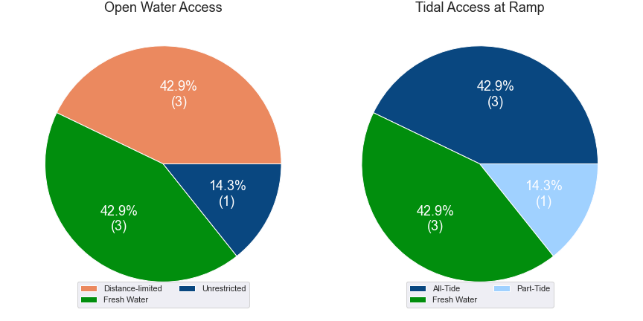 Open Water Access
Tidal Access at Ramp
42.9%
(3)
42.9%
(3)
14.3%
(1)
42.9%
(3)
42.9%
(3)
14.3%
(1)
Distance-limited
Unrestricted
Fresh Water
All-Tide
Part-Tide
Fresh Water